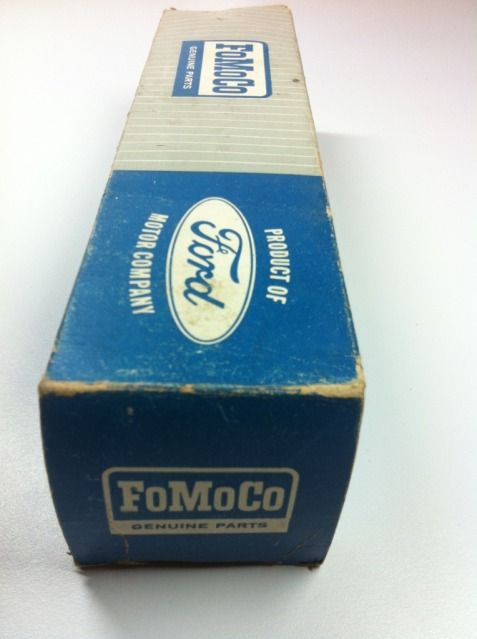 FoMoCo
GENUINE PARTS
PRODUCT OF
Ford
MOTOR COMPANY
FoMoCo
GENUINE PARTS